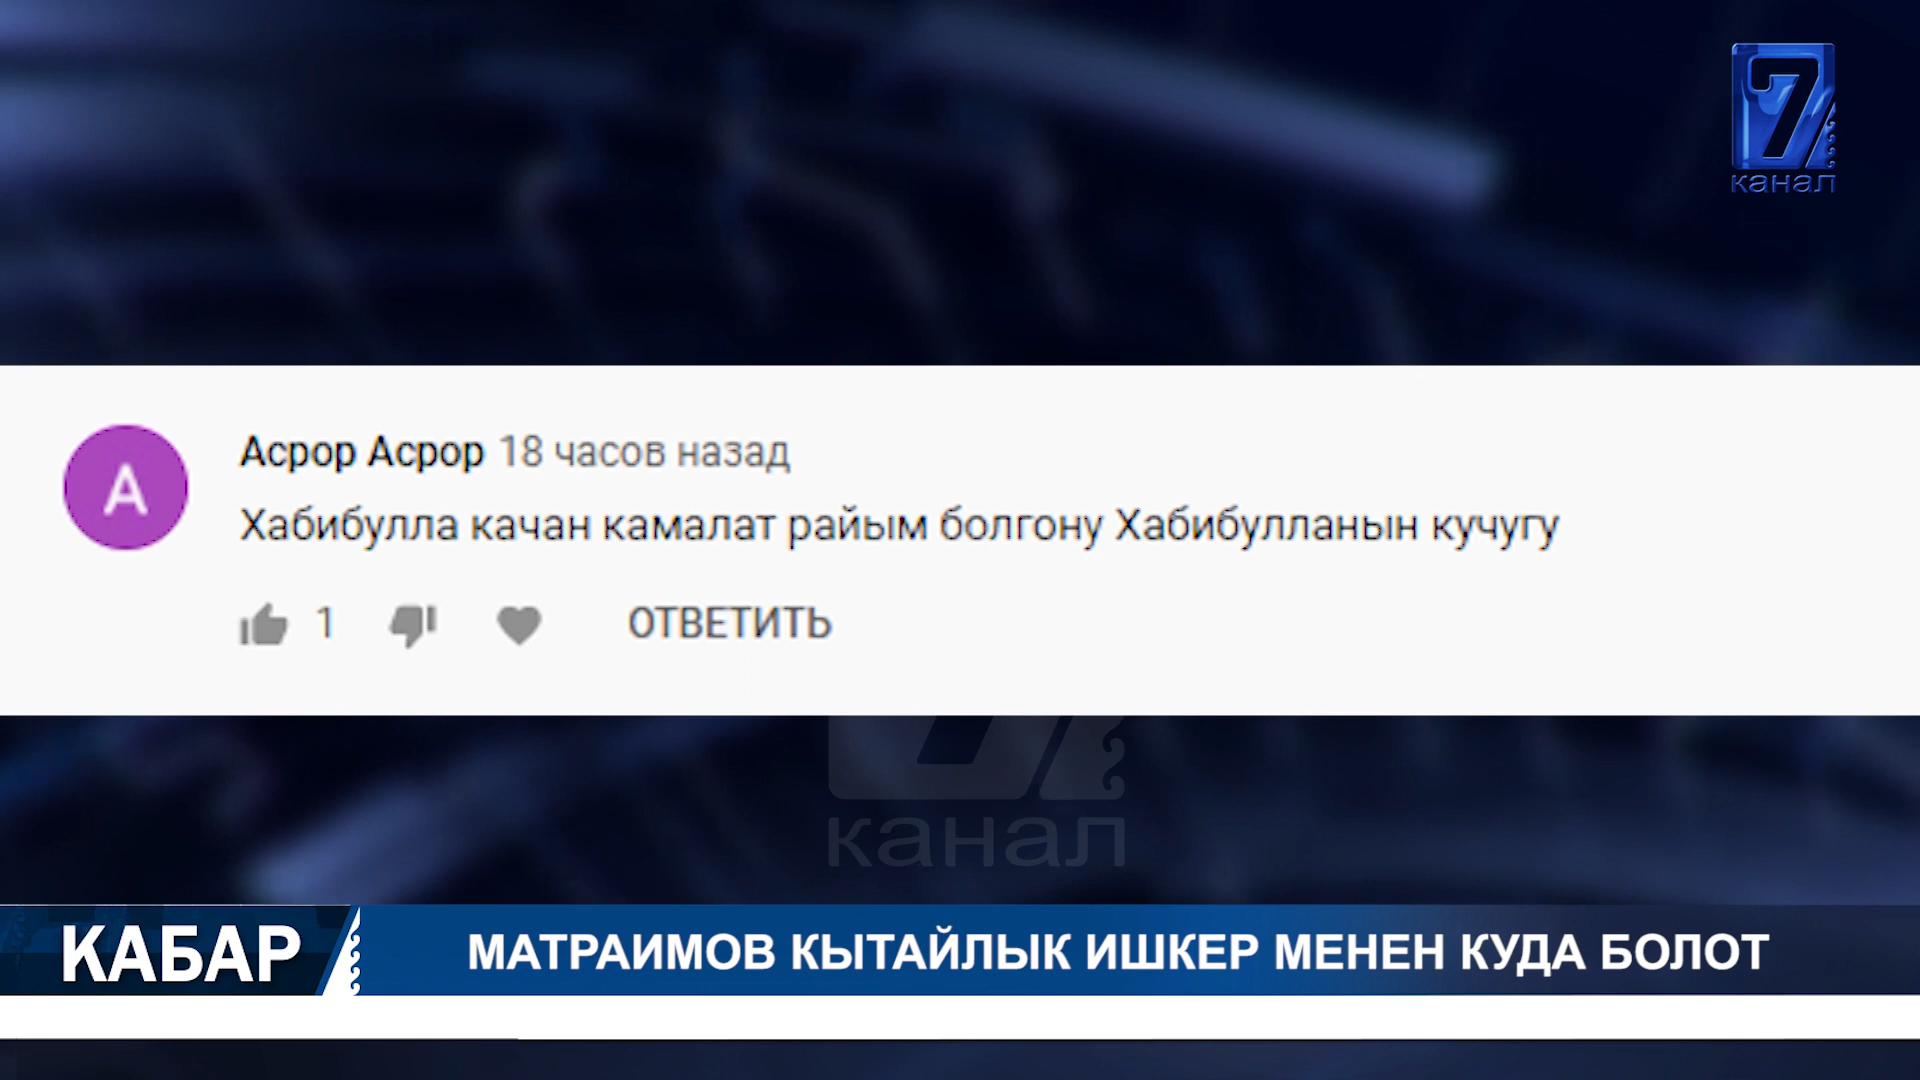 7
канал
Асрор Асрор 18 часов назад
А
Хабибулла качан камалат райым болгону Хабибулланын кучугу
1 ОТВЕТИТЬ
7
канал
КАБАР
МАТРАИМОВ КЫТАЙЛЫК ИШКЕР МЕНЕН КУДА БОЛОТ